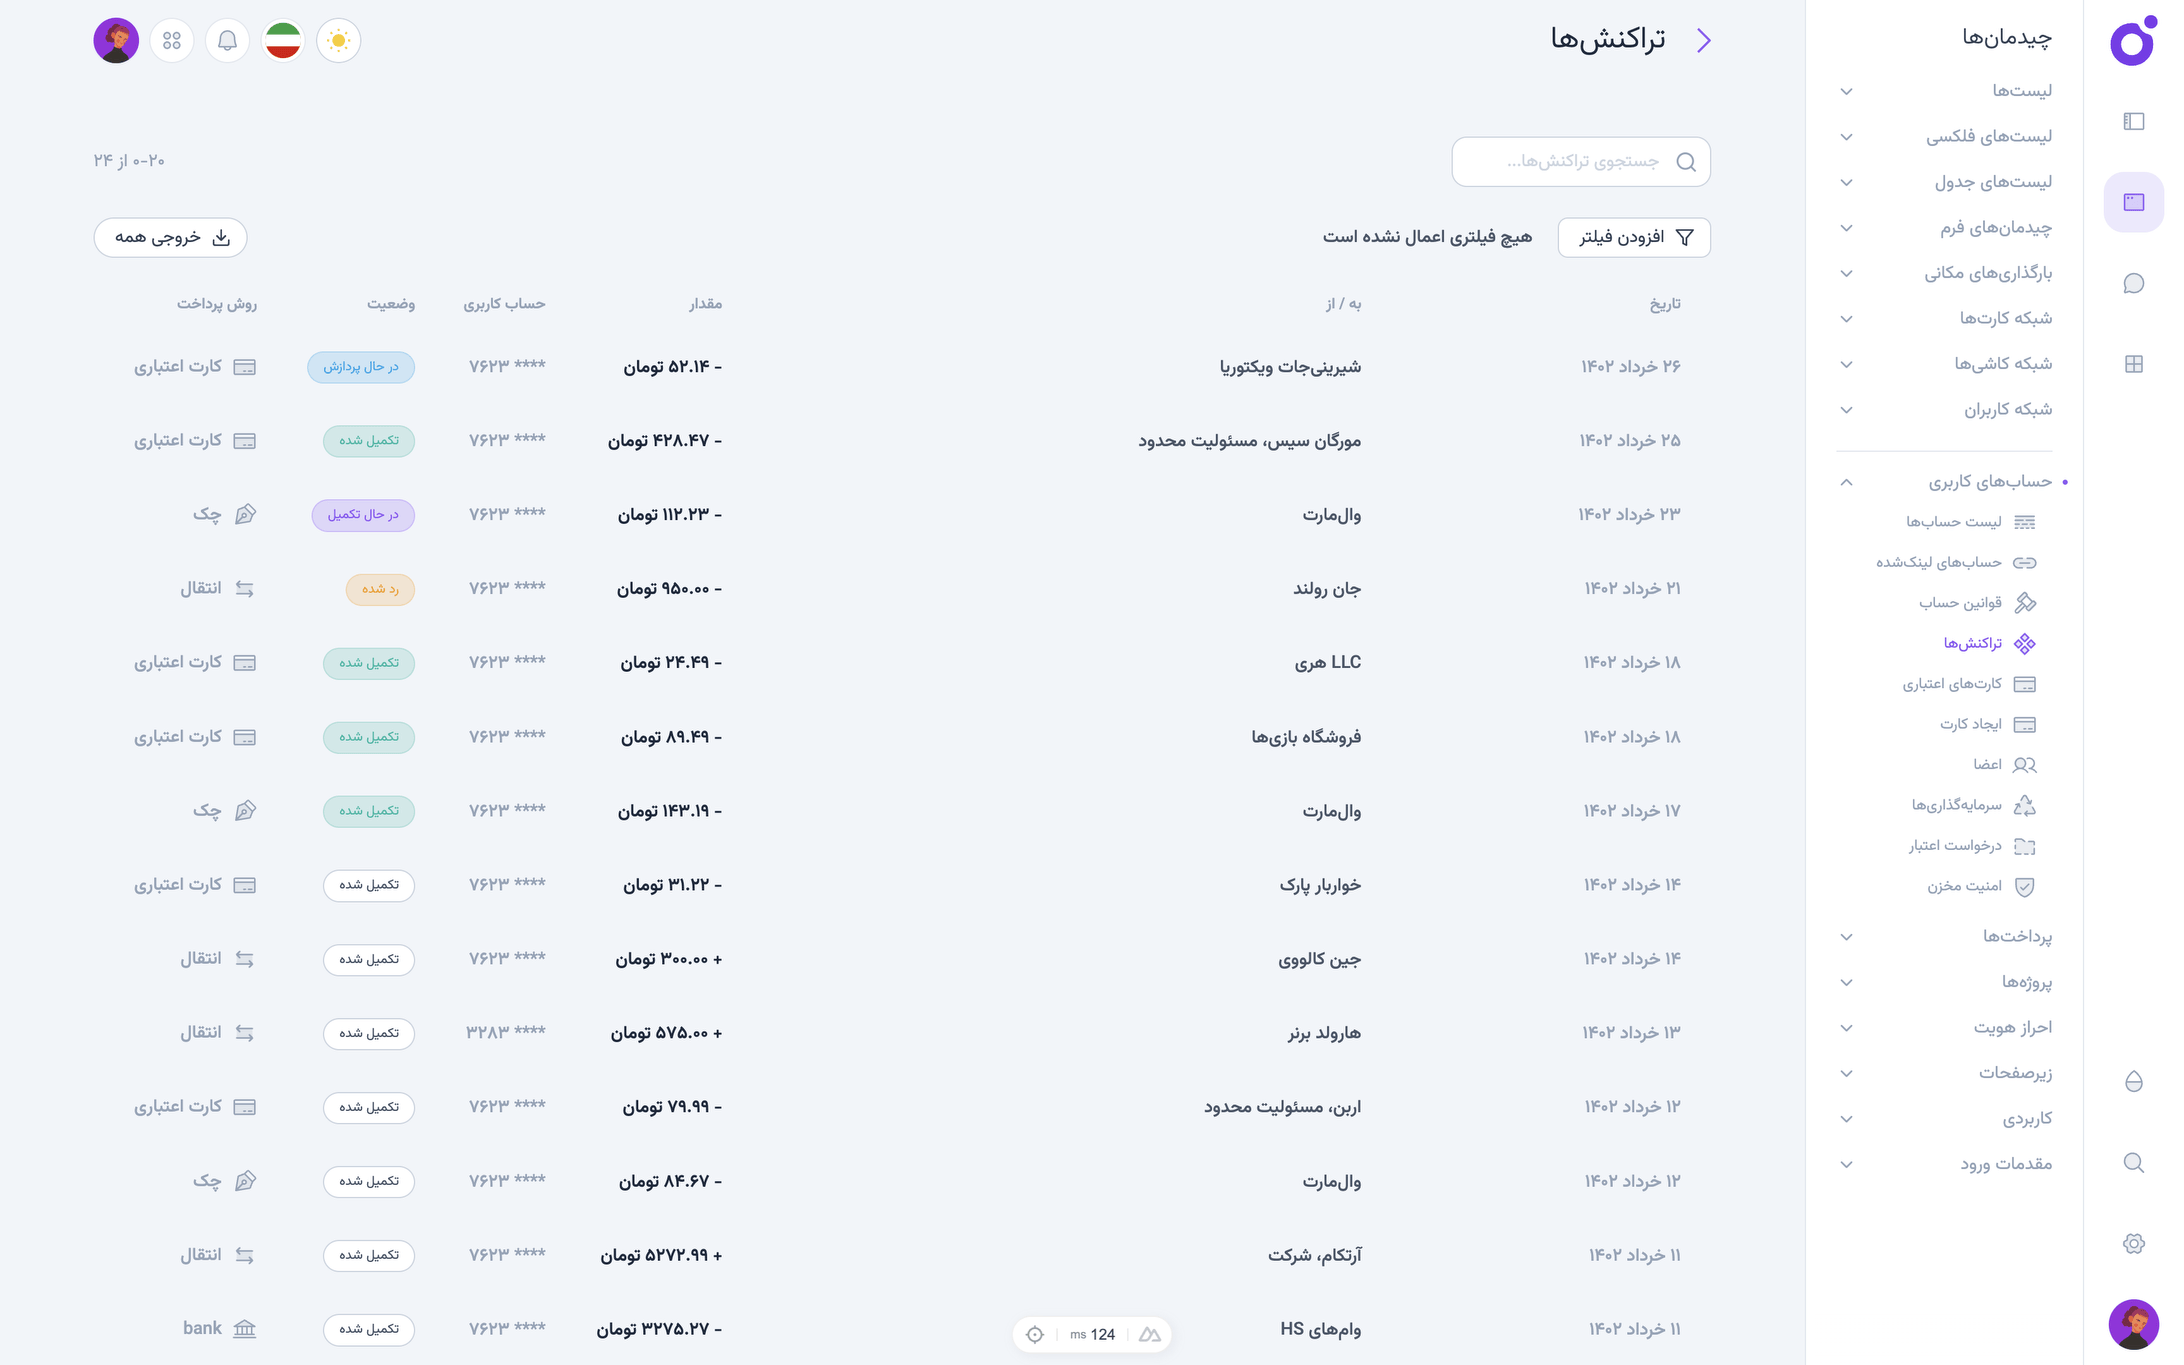 چیدمان‌ها
لیست‌ها
لیست‌های فلکسی
لیست‌های جدول
چیدمان‌های فرم
بارگذاری‌های مکانی
شبکه کارت‌ها
شبکه کاشی‌ها
شبکه کاربران
حساب‌های کاربری
لیست حساب‌ها
حساب‌های لینک‌شده
قوانین حساب
تراکنش‌ها
کارت‌های اعتباری
ایجاد کارت
اعضا
سرمایه‌گذاری‌ها
درخواست اعتبار
امنیت مخزن
پرداخت‌ها
پروژه‌ها
احراز هویت
زیرصفحات
کاربردی
مقدمات ورود
تراکنش‌ها
جستجوی تراکنش‌ها...
۰-۲۰ از ۲۴
افزودن فیلتر
هیچ فیلتری اعمال نشده است
خروجی همه
تاریخ به / از مقدار حساب کاربری وضعیت روش پرداخت
۲۶ خرداد ۱۴۰۲ شیرینی‌جات ویکتوریا - ۵۲.۱۴ تومان **** ۷۶۲۳ در حال پردازش کارت اعتباری
۲۵ خرداد ۱۴۰۲ مورگان سیس، مسئولیت محدود - ۴۲۸.۴۷ تومان **** ۷۶۲۳ تکمیل شده کارت اعتباری
۲۳ خرداد ۱۴۰۲ وال‌مارت - ۱۱۲.۲۳ تومان **** ۷۶۲۳ در حال تکمیل چک
۲۱ خرداد ۱۴۰۲ جان رولند - ۹۵۰.۰۰ تومان **** ۷۶۲۳ رد شده انتقال
۱۸ خرداد ۱۴۰۲ LLC هری - ۲۴.۴۹ تومان **** ۷۶۲۳ تکمیل شده کارت اعتباری
۱۸ خرداد ۱۴۰۲ فروشگاه بازی‌ها - ۸۹.۴۹ تومان **** ۷۶۲۳ تکمیل شده کارت اعتباری
۱۷ خرداد ۱۴۰۲ وال‌مارت - ۱۴۳.۱۹ تومان **** ۷۶۲۳ تکمیل شده چک
۱۴ خرداد ۱۴۰۲ خواربار پارک - ۳۱.۲۲ تومان **** ۷۶۲۳ تکمیل شده کارت اعتباری
۱۴ خرداد ۱۴۰۲ جین کالووی + ۳۰۰.۰۰ تومان **** ۷۶۲۳ تکمیل شده انتقال
۱۳ خرداد ۱۴۰۲ هارولد برنر + ۵۷۵.۰۰ تومان **** ۳۲۸۳ تکمیل شده انتقال
۱۲ خرداد ۱۴۰۲ اربن، مسئولیت محدود - ۷۹.۹۹ تومان **** ۷۶۲۳ تکمیل شده کارت اعتباری
۱۲ خرداد ۱۴۰۲ وال‌مارت - ۸۴.۶۷ تومان **** ۷۶۲۳ تکمیل شده چک
۱۱ خرداد ۱۴۰۲ آرتکام، شرکت + ۵۲۷۲.۹۹ تومان **** ۷۶۲۳ تکمیل شده انتقال
۱۱ خرداد ۱۴۰۲ وام‌های HS - ۳۲۷۵.۲۷ تومان **** ۷۶۲۳ تکمیل شده bank
124 ms